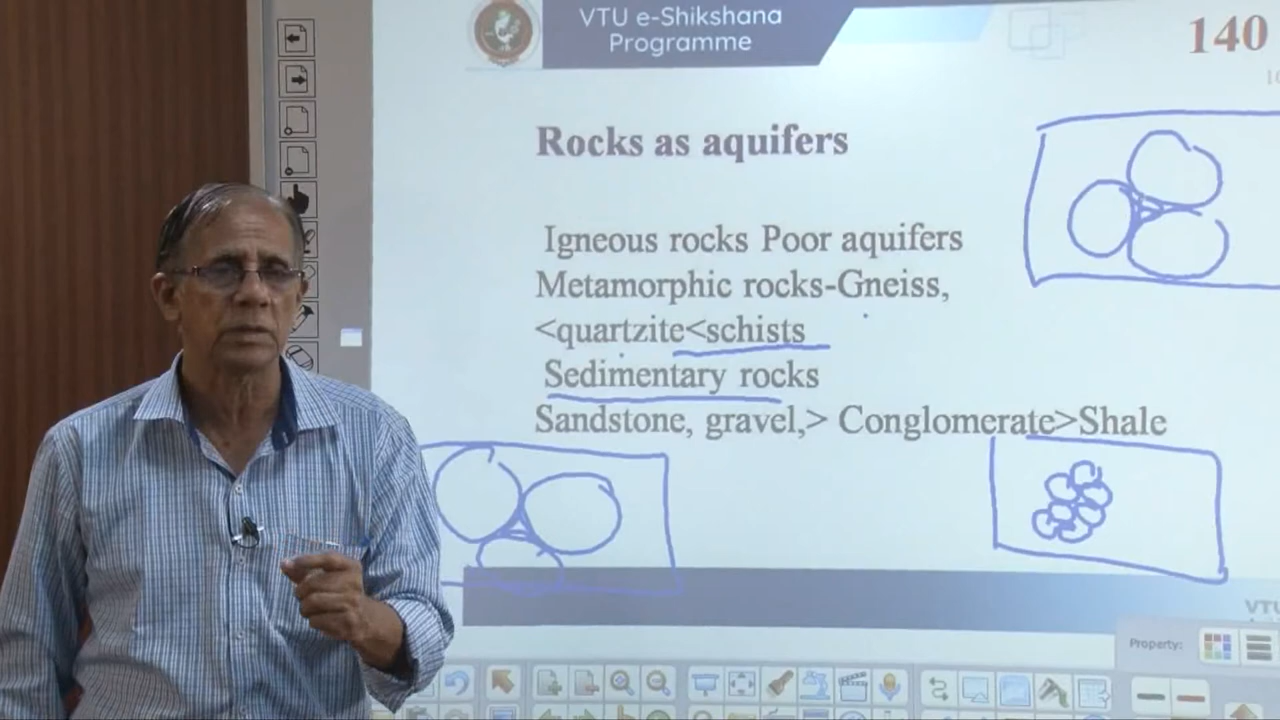 VTU e-Shikshana
Programme
140
Rocks as aquifers
Igneous rocks Poor aquifers
Metamorphic rocks-Gneiss,
<quartzite<schists
Sedimentary rocks
Sandstone, gravel,> Conglomerate>Shale
VTU
Property: